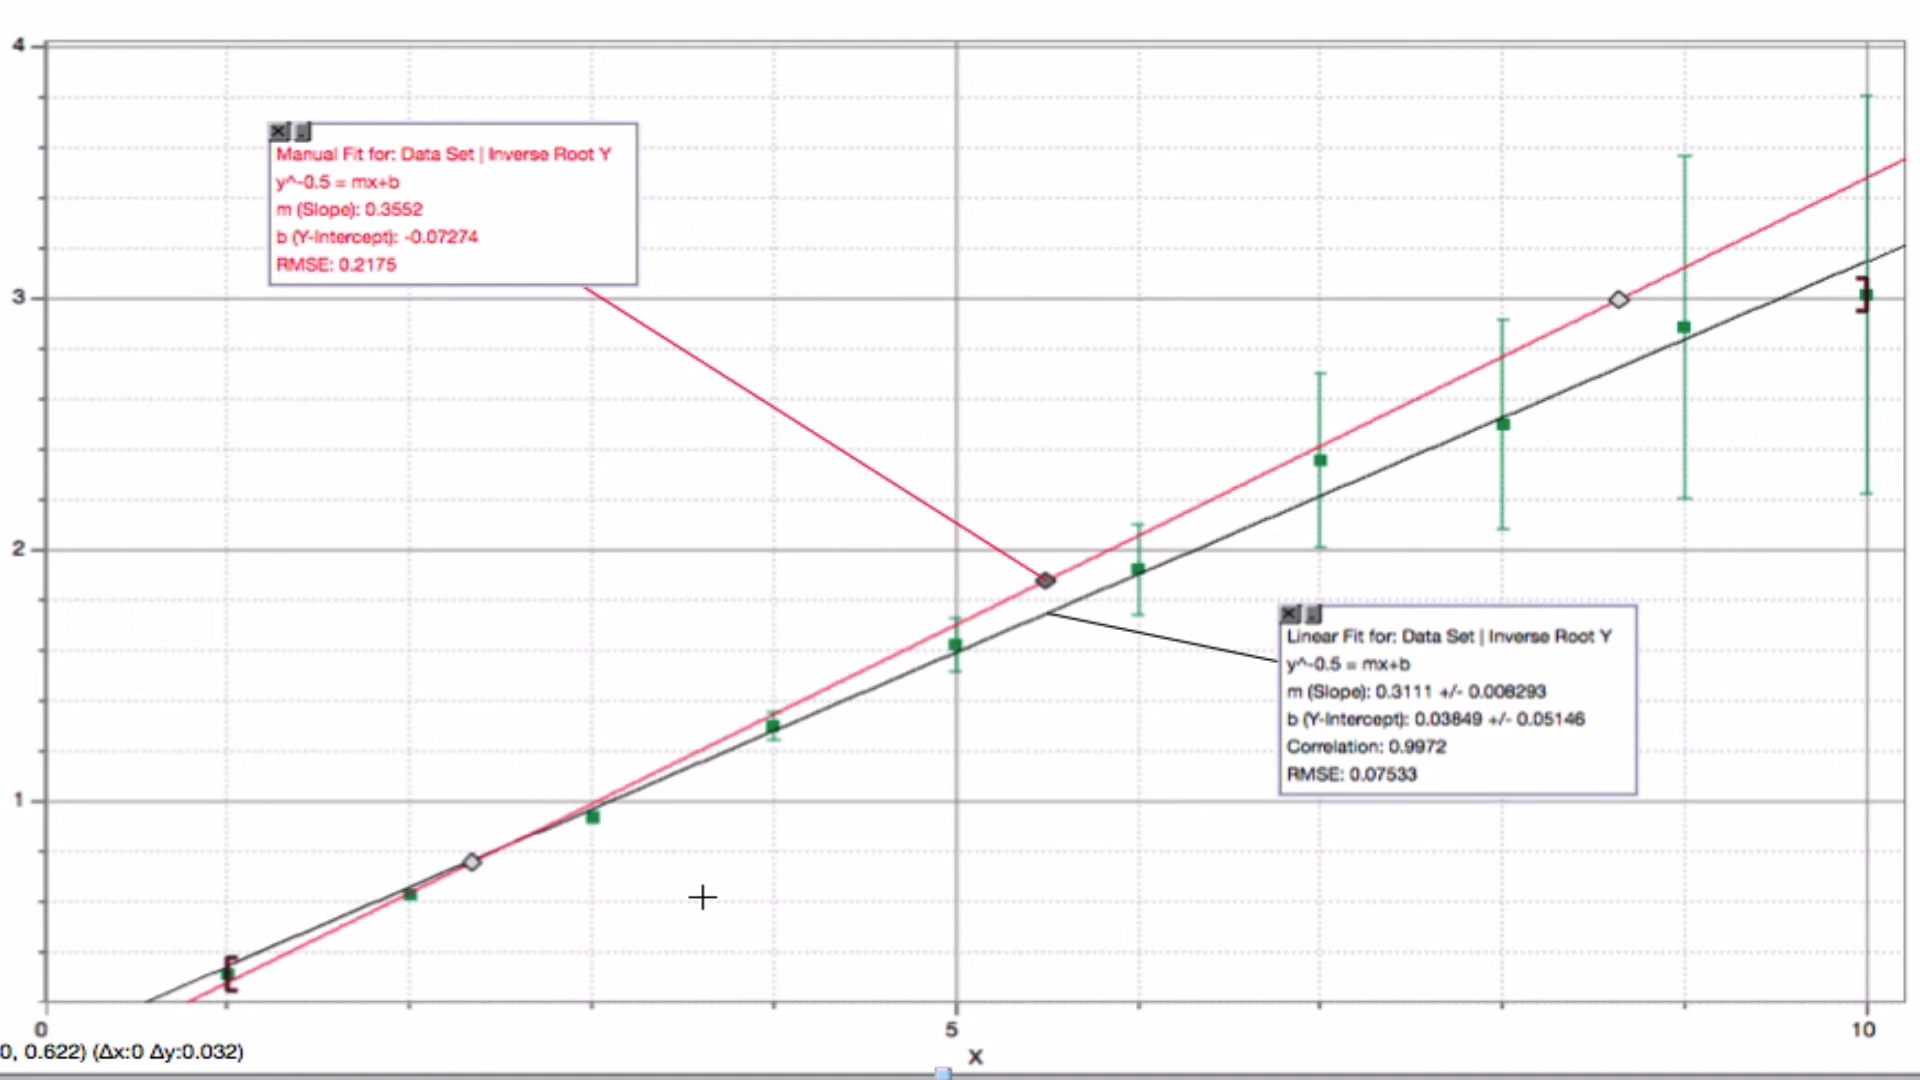 4
Manual Fit for: Data Set | Inverse Root Y
y^-0.5 = mx+b
m (Slope): 0.3552
b (Y-Intercept): -0.07274
RMSE: 0.2175
3
2
Linear Fit for: Data Set | Inverse Root Y
y^-0.5 = mx+b
m (Slope): 0.3111 +/- 0.008293
b (Y-Intercept): 0.03849 +/- 0.05146
Correlation: 0.9972
RMSE: 0.07533
1
0 5 10
0, 0.622) (Δx:0 Δy:0.032)
x